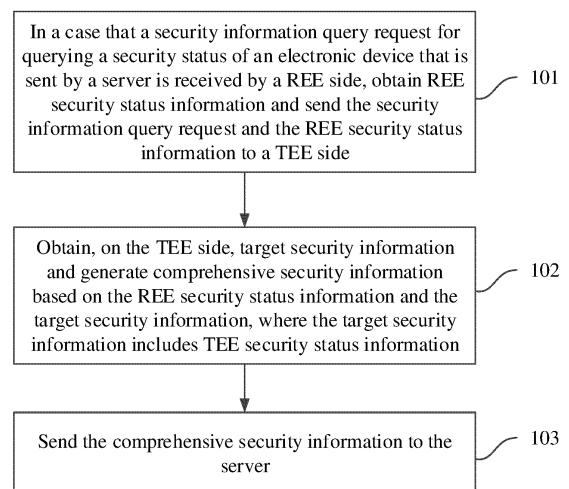 In a case that a security information query request for
querying a security status of an electronic device that is
sent by a server is received by a REE side, obtain REE
security status information and send the security
information query request and the REE security status
information to a TEE side
101
Obtain, on the TEE side, target security information
and generate comprehensive security information
based on the REE security status information and the
target security information, where the target security
information includes TEE security status information
102
Send the comprehensive security information to the
server
103